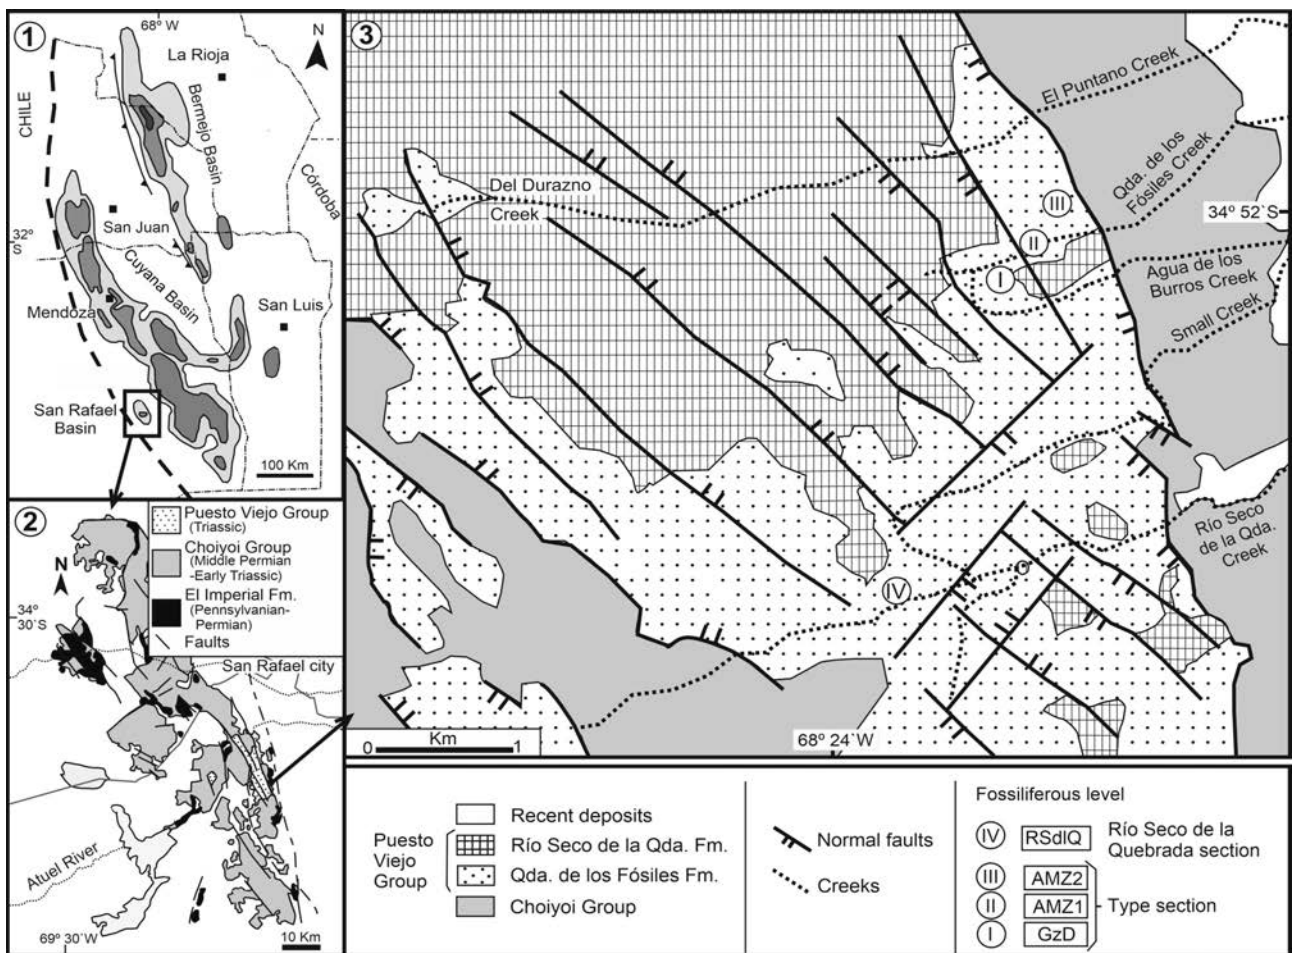 1
68º W
N
La Rioja
CHILE
Bermejo Basin
Córdoba
San Juan
32º
S
Cuyana Basin
Mendoza
San Luis
San Rafael
Basin
100 Km
2
N
Puesto Viejo Group
(Triassic)
Choiyoi Group
(Middle Permian
-Early Triassic)
El Imperial Fm.
(Pennsylvanian-
Permian)
Faults
34º
30`S
San Rafael city
Atuel River
69º 30`W
10 Km
3
El Puntano Creek
Qda. de los
Fósiles Creek
34º 52`S
Del Durazno
Creek
III
II
I
Agua de los
Burros Creek
Small Creek
Río Seco
de la Qda.
Creek
IV
68º 24`W
Km
0 1
Puesto
Viejo
Group
Recent deposits
Río Seco de la Qda. Fm.
Qda. de los Fósiles Fm.
Choiyoi Group
Normal faults
Creeks
Fossiliferous level
IV RSdlQ Río Seco de la
Quebrada section
III AMZ2
II AMZ1 Type section
I GzD